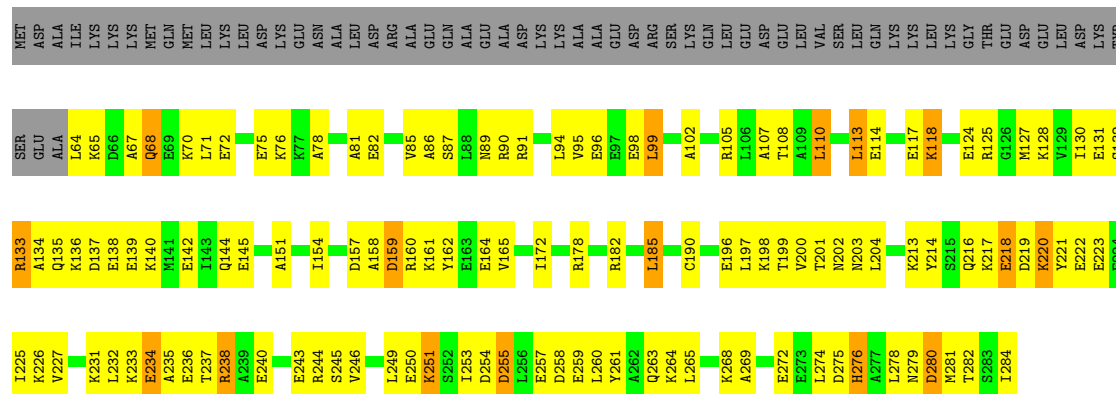 MET ASP ALA ILE LYS LYS LYS MET GLN MET LEU LYS LEU ASP LYS GLU ASN ALA LEU ASP ARG ALA GLU GLN ALA GLU ALA ASP LYS LYS ALA ALA GLU ASP ARG SER LYS GLN LEU GLU ASP GLU LEU VAL SER LEU GLN LYS LYS LEU LYS GLY THR GLU ASP GLU LEU ASP LYS
SER GLU ALA L64 K65 D66 A67 Q68 E69 K70 L71 E72 E75 K76 K77 A78 A81 E82 V85 A86 S87 L88 N89 R90 R91 L94 V95 E96 E97 E98 L99 A102 R105 L106 A107 T108 A109 L110 L113 E114 E117 K118 E124 R125 G126 M127 K128 V129 I130 E131
R133 A134 Q135 K136 D137 E138 E139 K140 M141 E142 I143 Q144 E145 A151 I154 D157 A158 D159 R160 K161 Y162 E163 E164 V165 I172 R178 R182 L185 C190 E196 L197 K198 T199 V200 T201 N202 N203 L204 K213 Y214 S215 Q216 K217 E218 D219 K220 Y221 E222 E223
I225 K226 V227 K231 L232 K233 E234 A235 E236 T237 R238 A239 E240 E243 R244 S245 V246 L249 E250 K251 S252 I253 D254 D255 L256 E257 D258 E259 L260 Y261 A262 Q263 K264 L265 K268 A269 E272 E273 L274 D275 H276 A277 L278 N279 D280 M281 T282 S283 I284